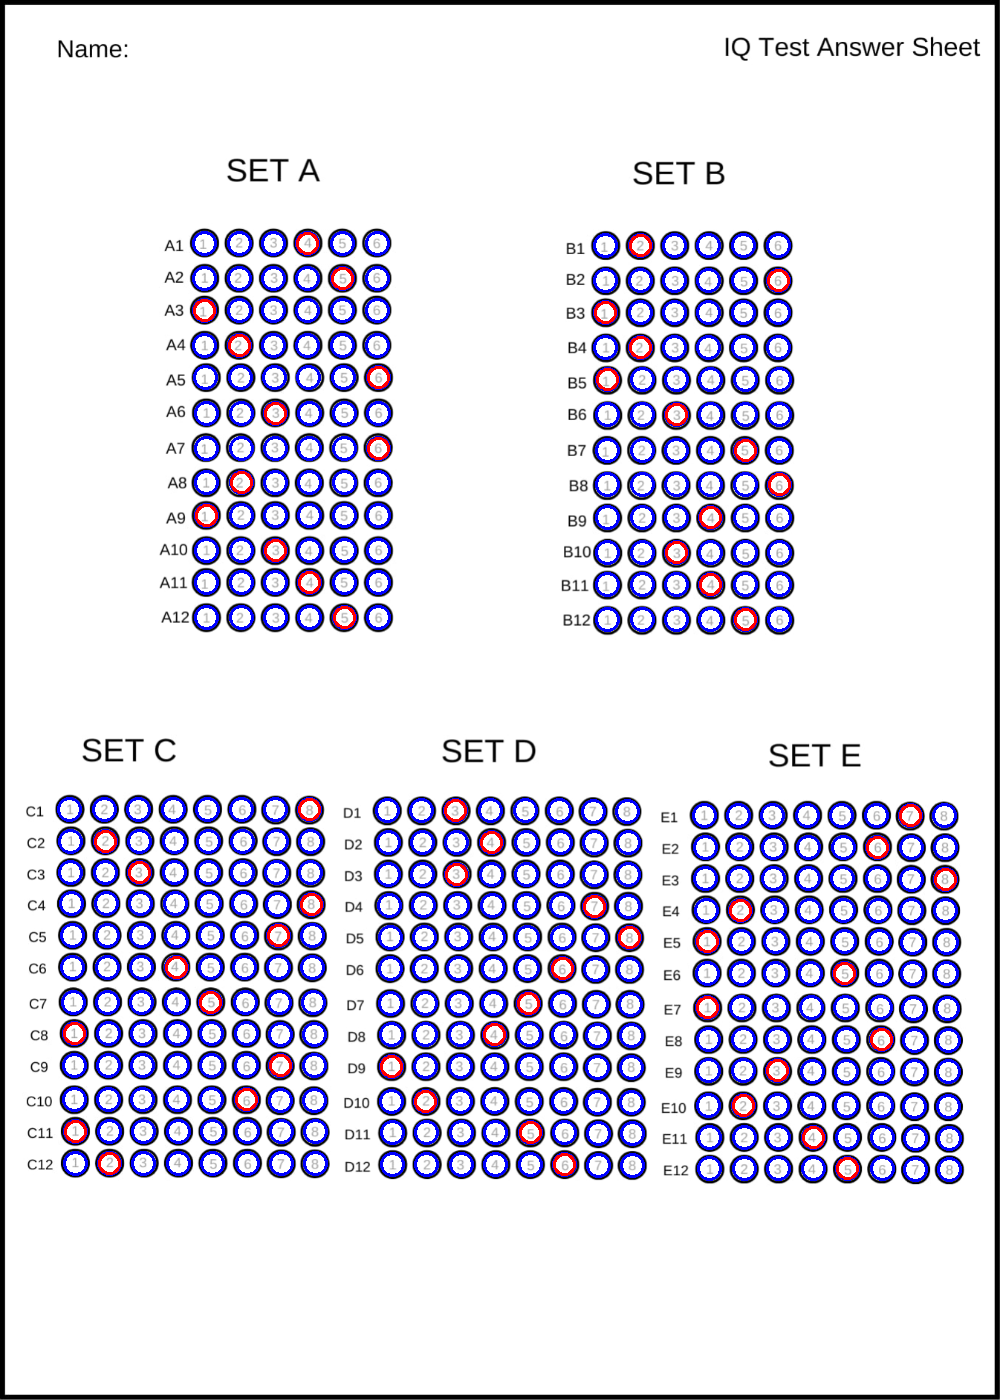 Name:
IQ Test Answer Sheet
SET A
A1 1 2 3 4 5 6
A2 1 2 3 4 5 6
A3 1 2 3 4 5 6
A4 1 2 3 4 5 6
A5 1 2 3 4 5 6
A6 1 2 3 4 5 6
A7 1 2 3 4 5 6
A8 1 2 3 4 5 6
A9 1 2 3 4 5 6
A10 1 2 3 4 5 6
A11 1 2 3 4 5 6
A12 1 2 3 4 5 6
SET B
B1 1 2 3 4 5 6
B2 1 2 3 4 5 6
B3 1 2 3 4 5 6
B4 1 2 3 4 5 6
B5 1 2 3 4 5 6
B6 1 2 3 4 5 6
B7 1 2 3 4 5 6
B8 1 2 3 4 5 6
B9 1 2 3 4 5 6
B10 1 2 3 4 5 6
B11 1 2 3 4 5 6
B12 1 2 3 4 5 6
SET C
C1 1 2 3 4 5 6 7 8
C2 1 2 3 4 5 6 7 8
C3 1 2 3 4 5 6 7 8
C4 1 2 3 4 5 6 7 8
C5 1 2 3 4 5 6 7 8
C6 1 2 3 4 5 6 7 8
C7 1 2 3 4 5 6 7 8
C8 1 2 3 4 5 6 7 8
C9 1 2 3 4 5 6 7 8
C10 1 2 3 4 5 6 7 8
C11 1 2 3 4 5 6 7 8
C12 1 2 3 4 5 6 7 8
SET D
D1 1 2 3 4 5 6 7 8
D2 1 2 3 4 5 6 7 8
D3 1 2 3 4 5 6 7 8
D4 1 2 3 4 5 6 7 8
D5 1 2 3 4 5 6 7 8
D6 1 2 3 4 5 6 7 8
D7 1 2 3 4 5 6 7 8
D8 1 2 3 4 5 6 7 8
D9 1 2 3 4 5 6 7 8
D10 1 2 3 4 5 6 7 8
D11 1 2 3 4 5 6 7 8
D12 1 2 3 4 5 6 7 8
SET E
E1 1 2 3 4 5 6 7 8
E2 1 2 3 4 5 6 7 8
E3 1 2 3 4 5 6 7 8
E4 1 2 3 4 5 6 7 8
E5 1 2 3 4 5 6 7 8
E6 1 2 3 4 5 6 7 8
E7 1 2 3 4 5 6 7 8
E8 1 2 3 4 5 6 7 8
E9 1 2 3 4 5 6 7 8
E10 1 2 3 4 5 6 7 8
E11 1 2 3 4 5 6 7 8
E12 1 2 3 4 5 6 7 8